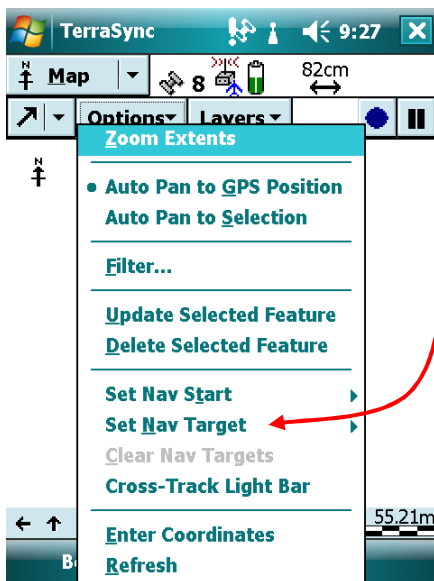 TerraSync 9:27
N Map 8 82cm
Options Layers
Zoom Extents
N
Auto Pan to GPS Position
Auto Pan to Selection
Filter...
Update Selected Feature
Delete Selected Feature
Set Nav Start
Set Nav Target
Clear Nav Targets
Cross-Track Light Bar
55.21m
Enter Coordinates
Refresh